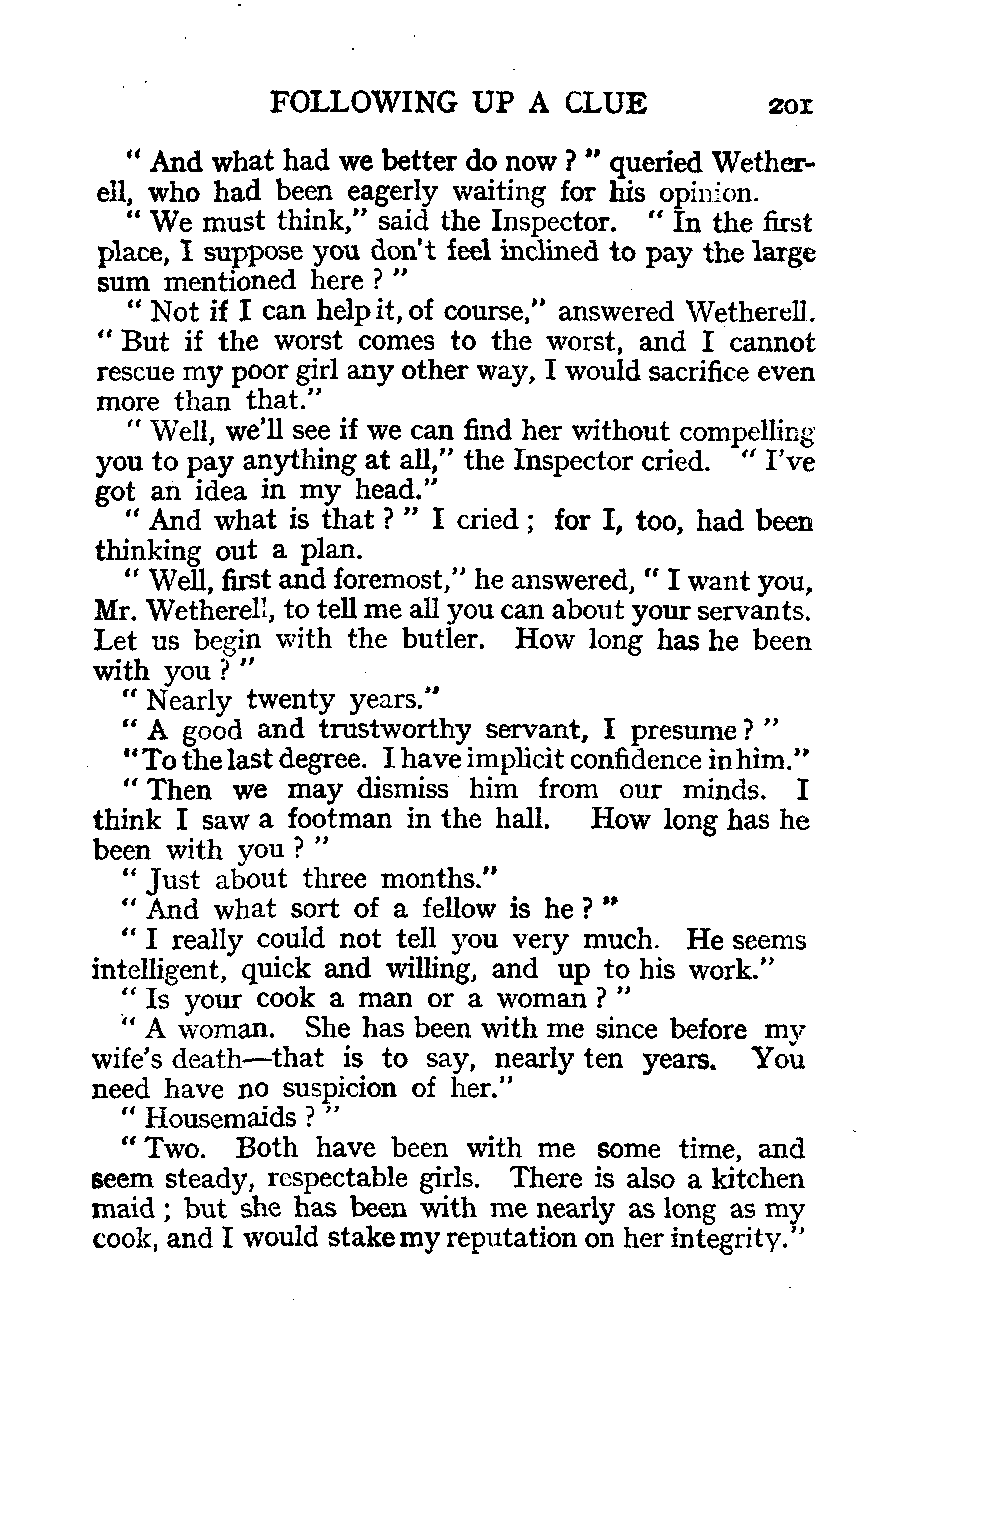 FOLLOWING UP A CLUE 201
" And what had we better do now ? " queried Wether-
ell, who had been eagerly waiting for his opinion.
" We must think," said the Inspector. " In the first
place, I suppose you don't feel inclined to pay the large
sum mentioned here ? "
" Not if I can help it, of course," answered Wetherell.
" But if the worst comes to the worst, and I cannot
rescue my poor girl any other way, I would sacrifice even
more than that."
" Well, we'll see if we can find her without compelling
you to pay anything at all," the Inspector cried. " I've
got an idea in my head."
" And what is that ? " I cried ; for I, too, had been
thinking out a plan.
" Well, first and foremost," he answered, " I want you,
Mr. Wetherell, to tell me all you can about your servants.
Let us begin with the butler. How long has he been
with you ? "
" Nearly twenty years."
" A good and trustworthy servant, I presume ? "
" To the last degree. I have implicit confidence in him."
" Then we may dismiss him from our minds. I
think I saw a footman in the hall. How long has he
been with you ? "
" Just about three months."
" And what sort of a fellow is he ? "
" I really could not tell you very much. He seems
intelligent, quick and willing, and up to his work."
" Is your cook a man or a woman ? "
" A woman. She has been with me since before my
wife's death—that is to say, nearly ten years. You
need have no suspicion of her."
" Housemaids ? "
" Two. Both have been with me some time, and
seem steady, respectable girls. There is also a kitchen
maid ; but she has been with me nearly as long as my
cook, and I would stake my reputation on her integrity."